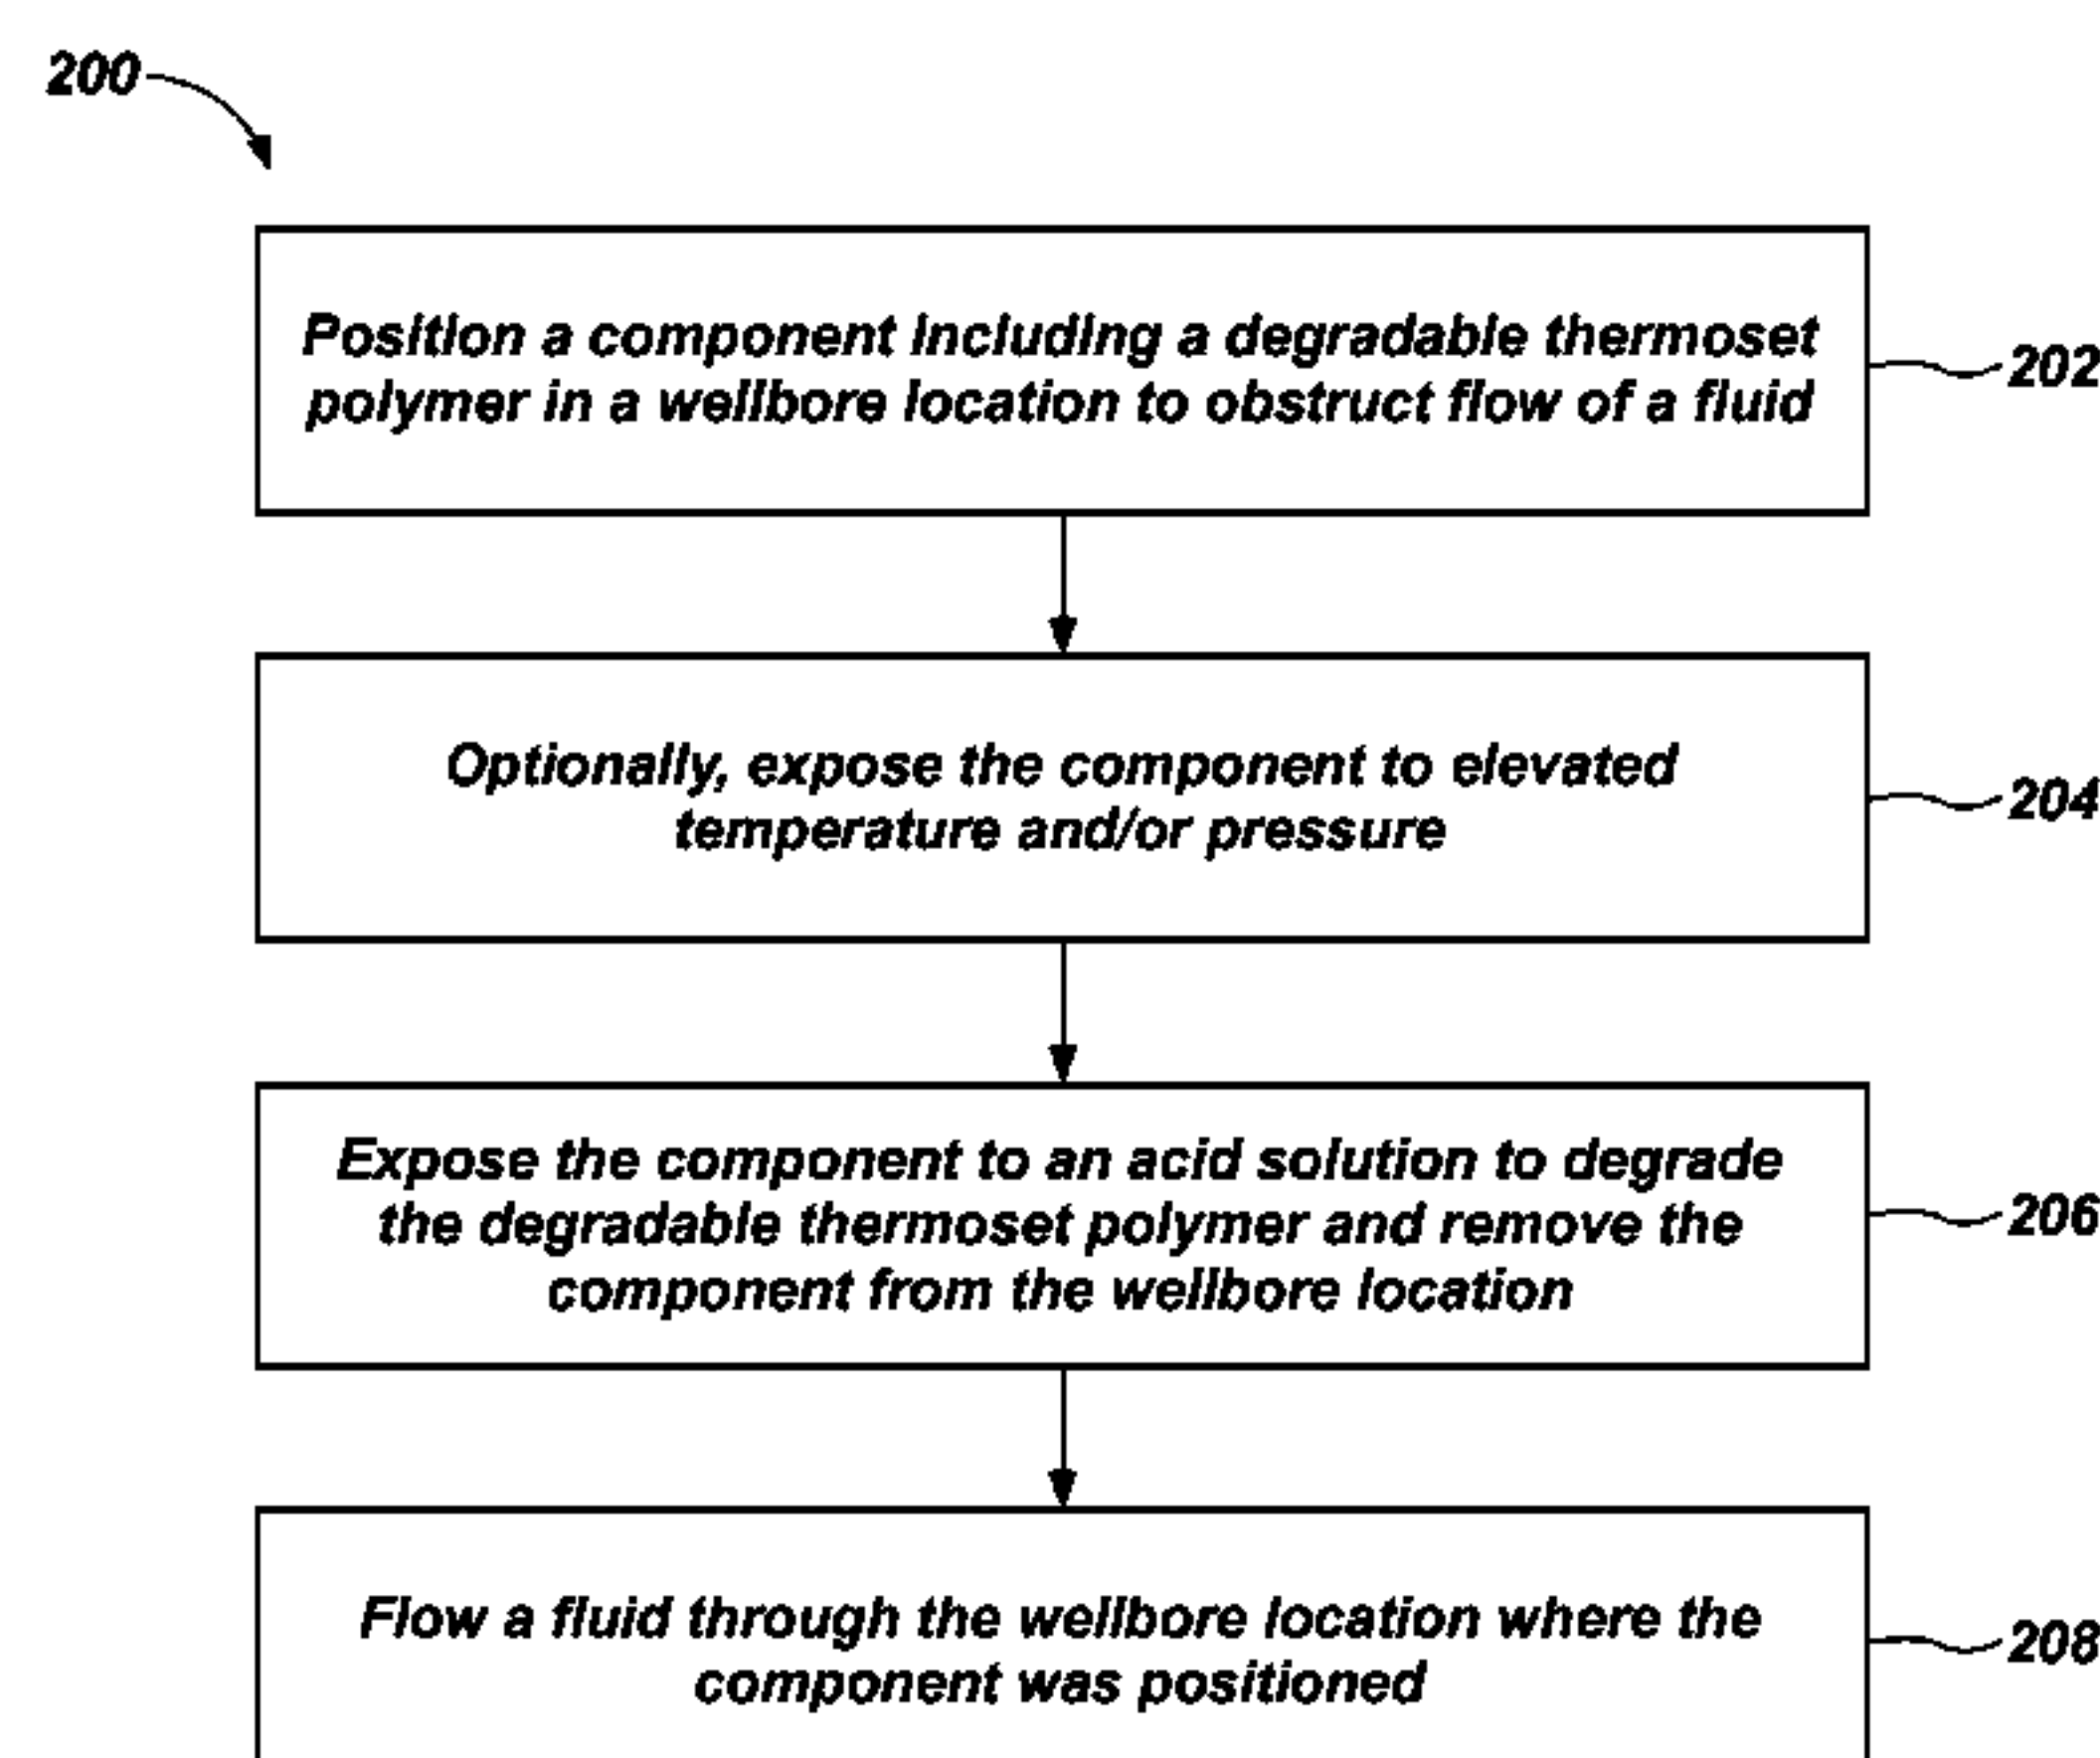 200
Position a component including a degradable thermoset
polymer in a wellbore location to obstruct flow of a fluid
202
Optionally, expose the component to elevated
temperature and/or pressure
204
Expose the component to an acid solution to degrade
the degradable thermoset polymer and remove the
component from the wellbore location
206
Flow a fluid through the wellbore location where the
component was positioned
208